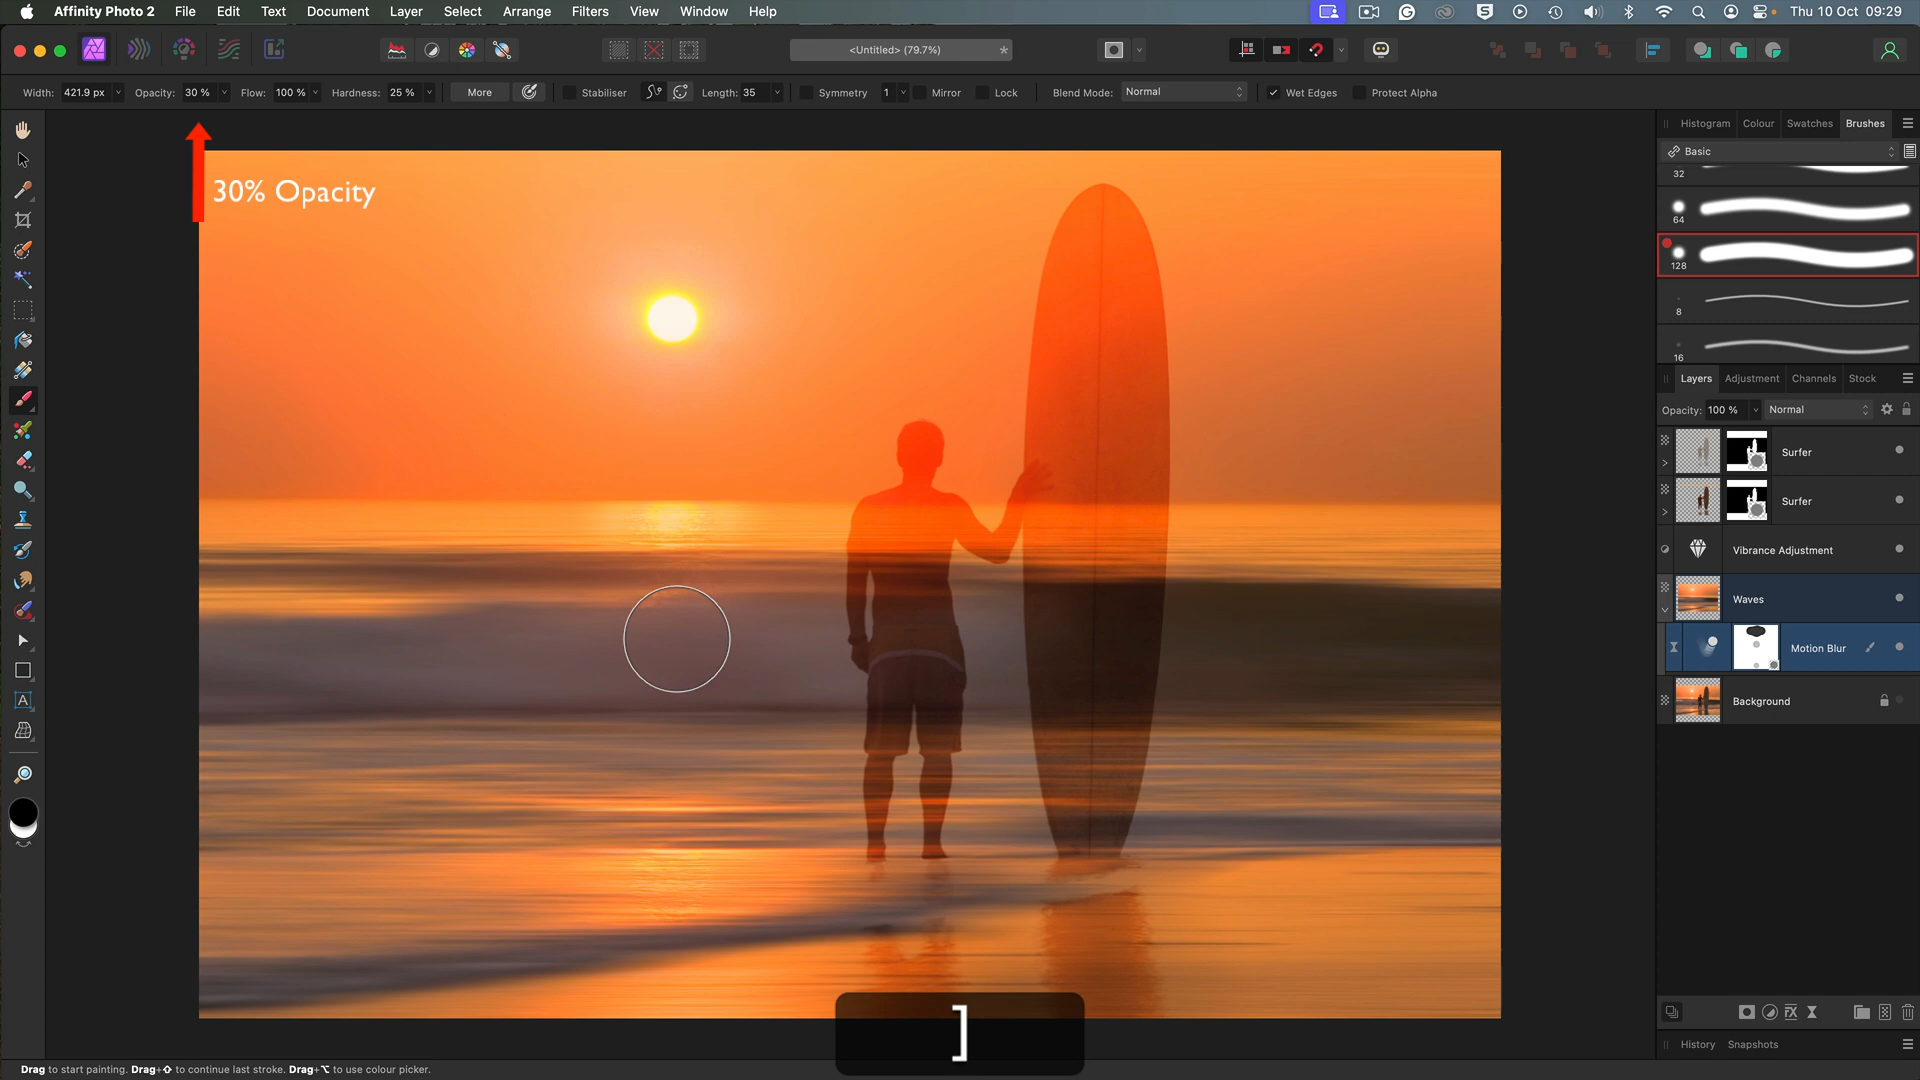 Affinity Photo 2 File Edit Text Document Layer Select Arrange Filters View Window Help Thu 10 Oct 09:29
<Untitled> (79.7%) *
Width: 421.9 px Opacity: 30 % Flow: 100 % Hardness: 25 % More Stabiliser Length: 35 Symmetry 1 Mirror Lock Blend Mode: Normal Wet Edges Protect Alpha
30% Opacity
Histogram Colour Swatches Brushes
Basic
32
64
128
8
16
Layers Adjustment Channels Stock
Opacity: 100 % Normal
Surfer
Surfer
Vibrance Adjustment
Waves
Motion Blur
Background
]
History Snapshots
Drag to start painting. Drag+⇧ to continue last stroke. Drag+⌥ to use colour picker.